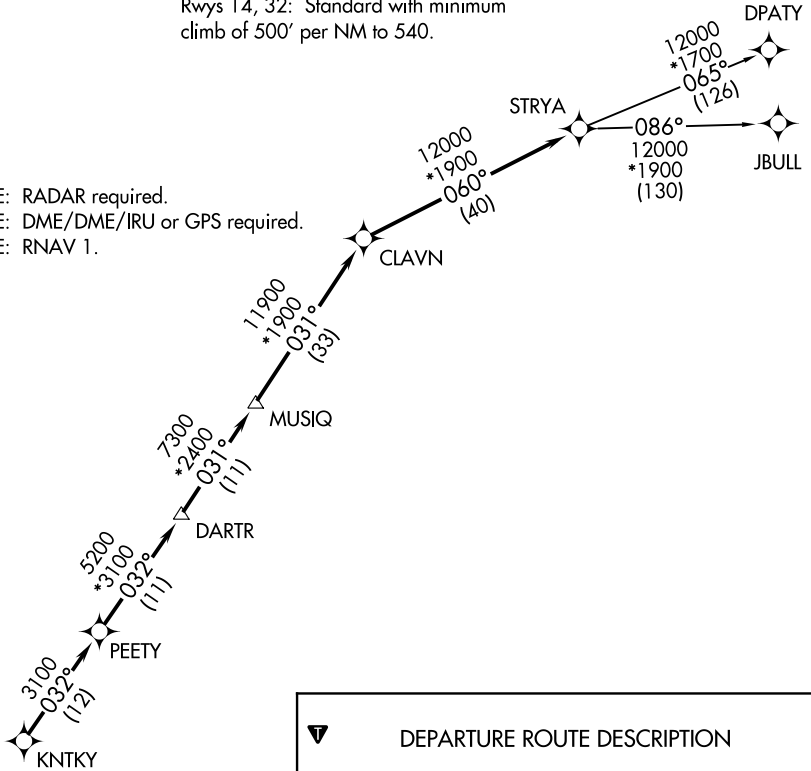 Rwys 14, 32: Standard with minimum
climb of 500' per NM to 540.
DPATY
12000
*1700
065°
(126)
STRYA
086°
12000
*1900
(130)
JBULL
12000
*1900
060°
(40)
E: RADAR required.
E: DME/DME/IRU or GPS required.
E: RNAV 1.
CLAVN
11900
*1900
031°
(33)
MUSIQ
7300
*2400
031°
(11)
DARTR
5200
*3100
032°
(11)
PEETY
3100
032°
(12)
KNTKY
T
DEPARTURE ROUTE DESCRIPTION